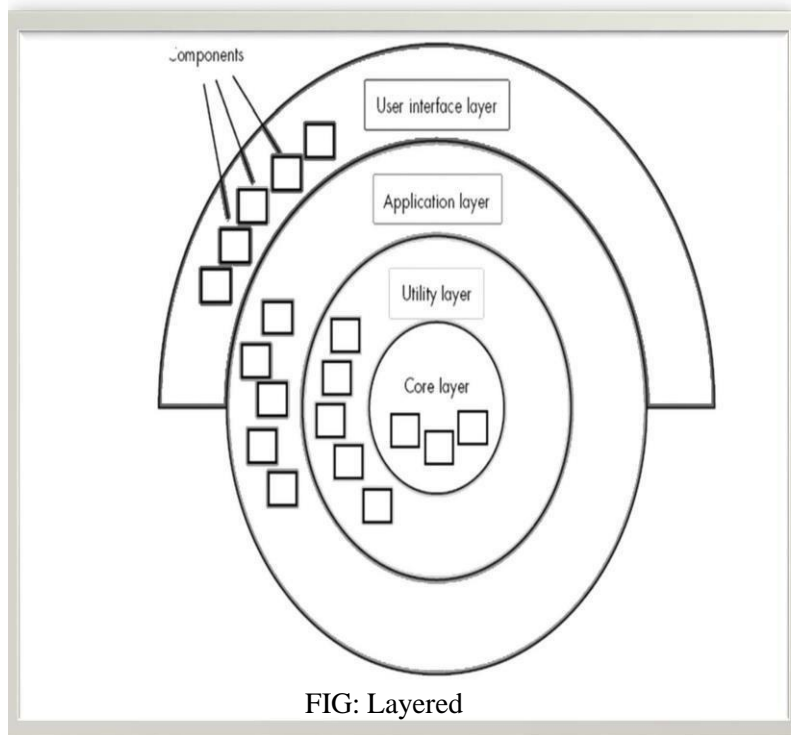 omponents
User interface layer
Application layer
Utility layer
Core layer
FIG: Layered